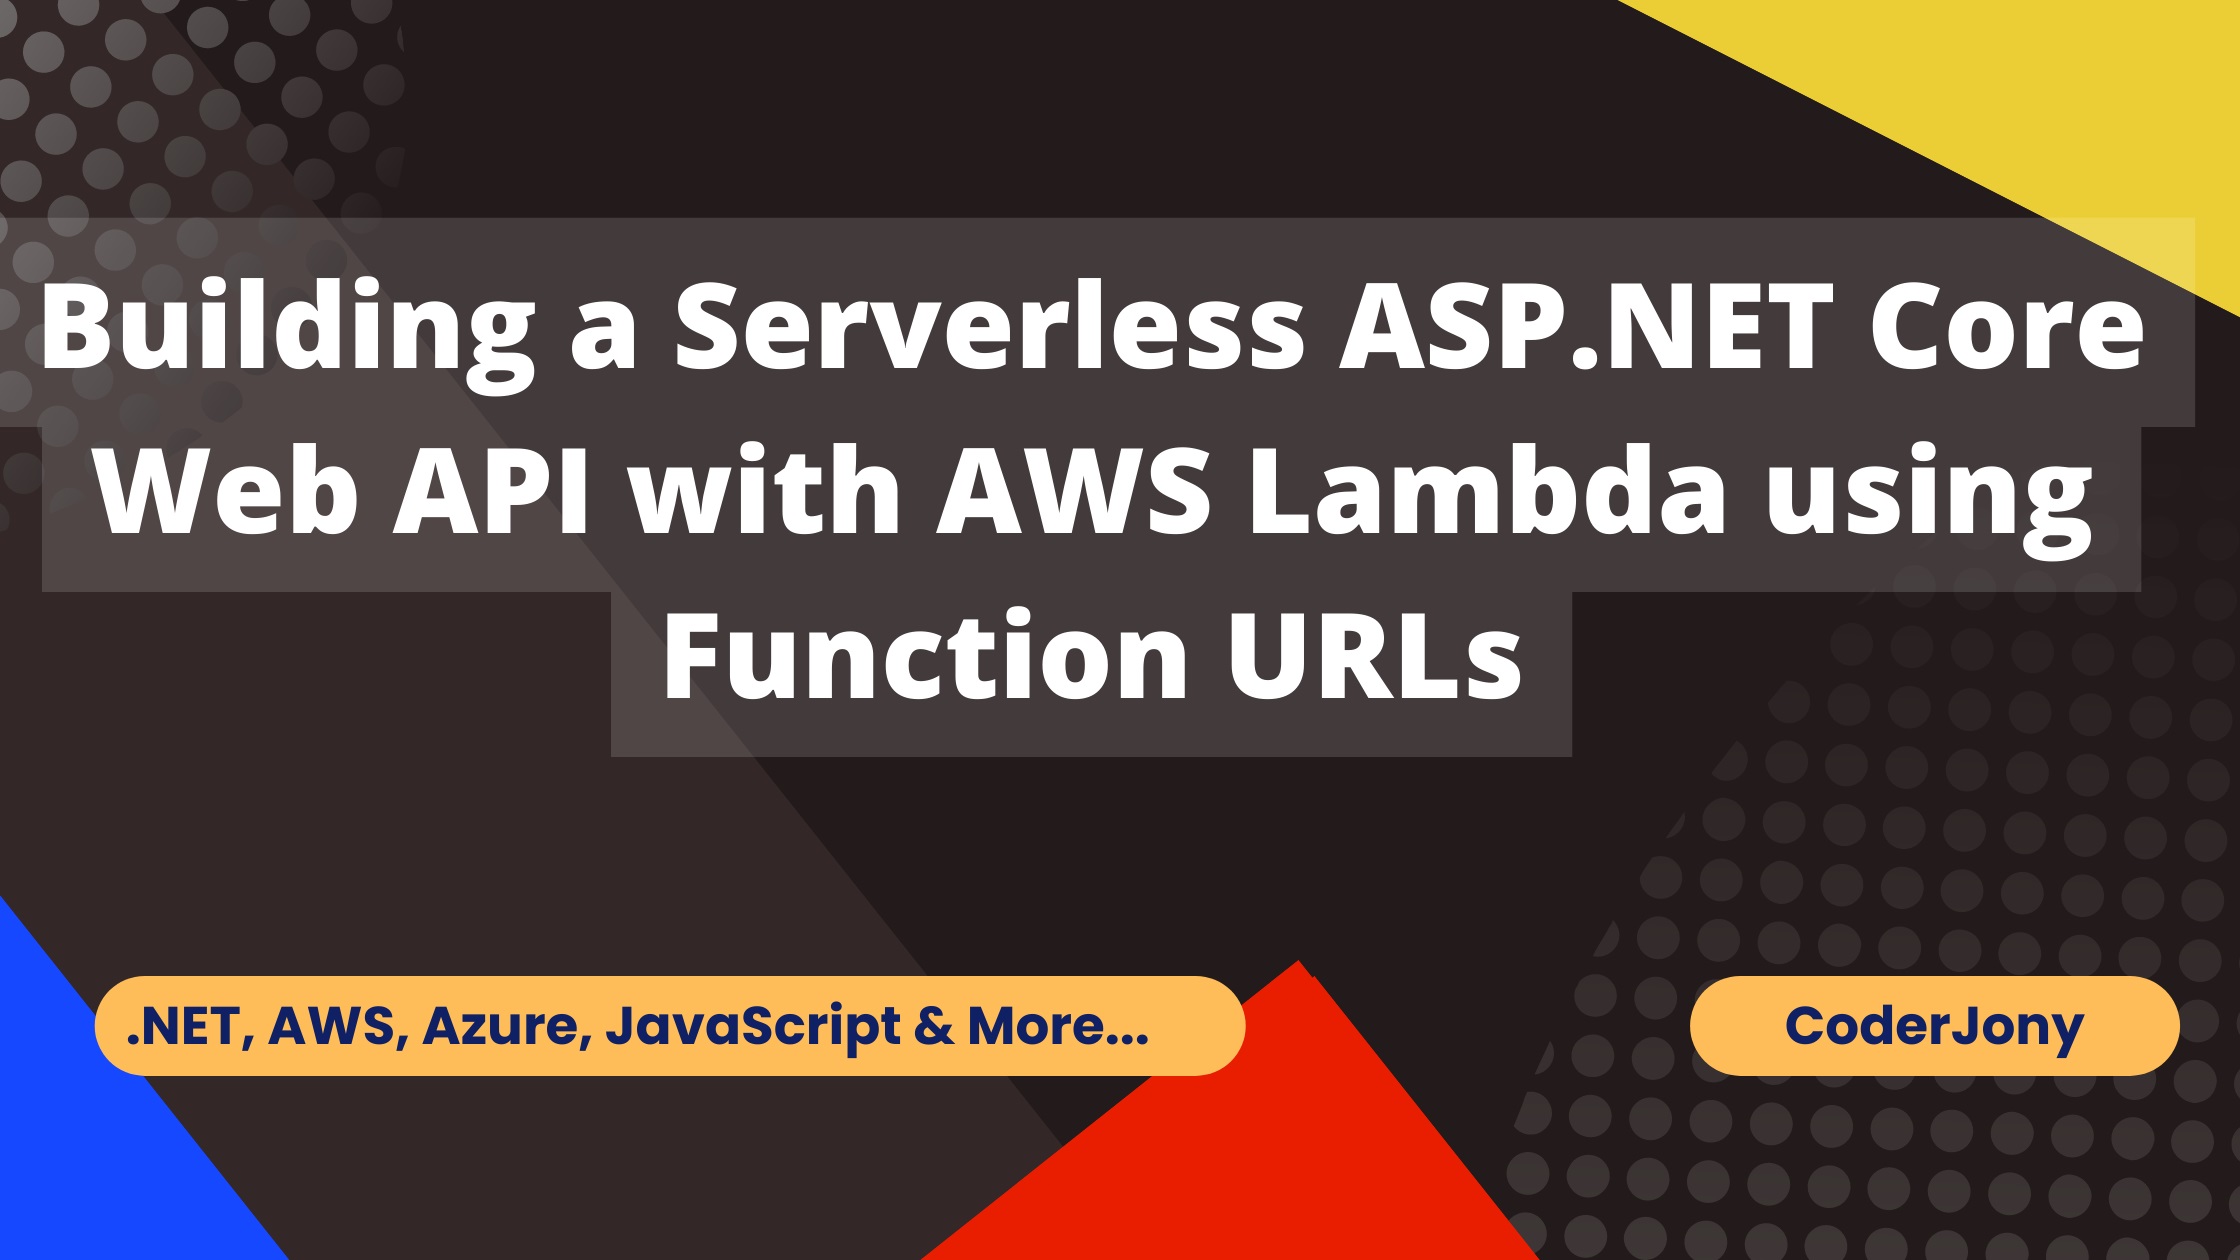 Building a Serverless ASP.NET Core
Web API with AWS Lambda using
Function URLs
.NET, AWS, Azure, JavaScript & More...
CoderJony